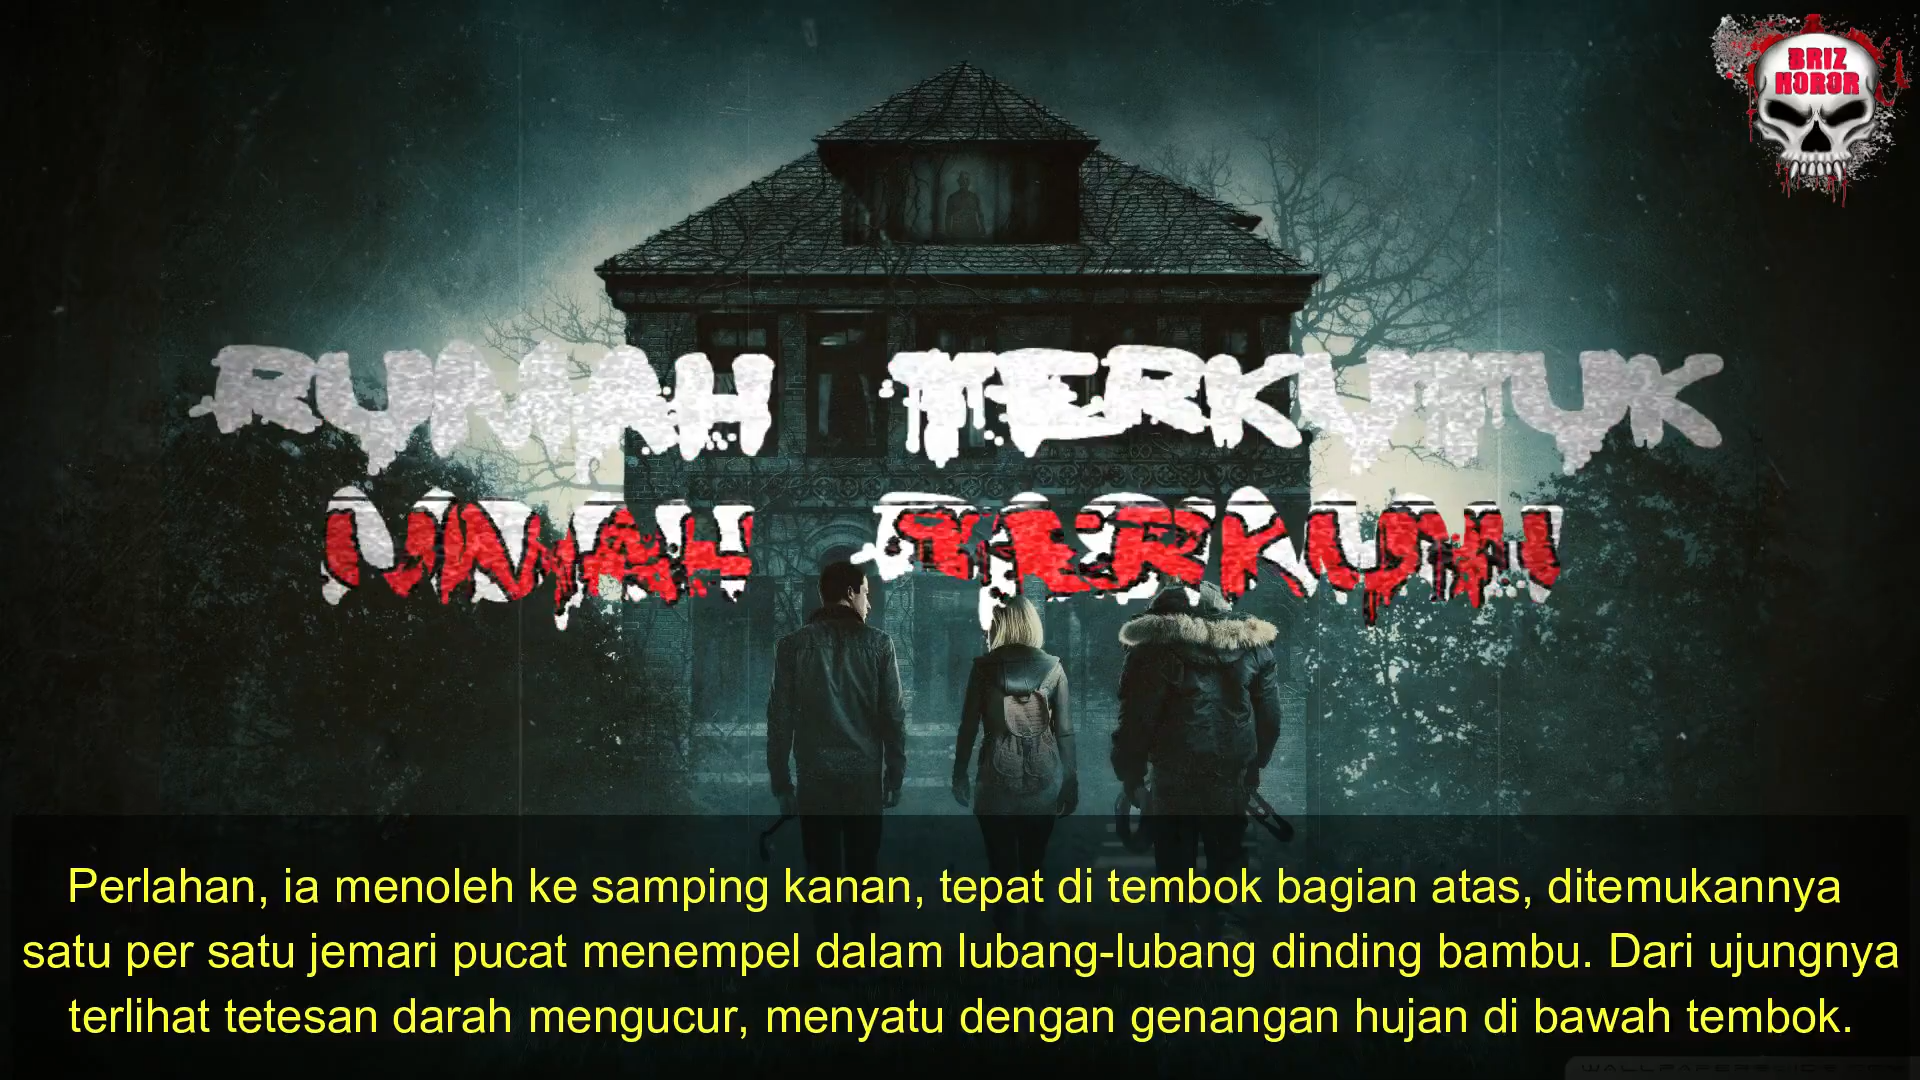 BRIZ
HOROR
RUMAH TERKUTUK
Perlahan, ia menoleh ke samping kanan, tepat di tembok bagian atas, ditemukannya
satu per satu jemari pucat menempel dalam lubang-lubang dinding bambu. Dari ujungnya
terlihat tetesan darah mengucur, menyatu dengan genangan hujan di bawah tembok.